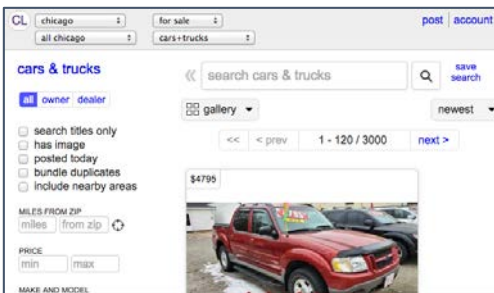 CL chicago for sale post account
all chicago cars+trucks
cars & trucks
search cars & trucks
save search
all owner dealer
gallery newest
search titles only
has image
posted today
bundle duplicates
include nearby areas
<< < prev 1 - 120 / 3000 next >
$4795
MILES FROM ZIP
miles from zip
PRICE
min max
MAKE AND MODEL